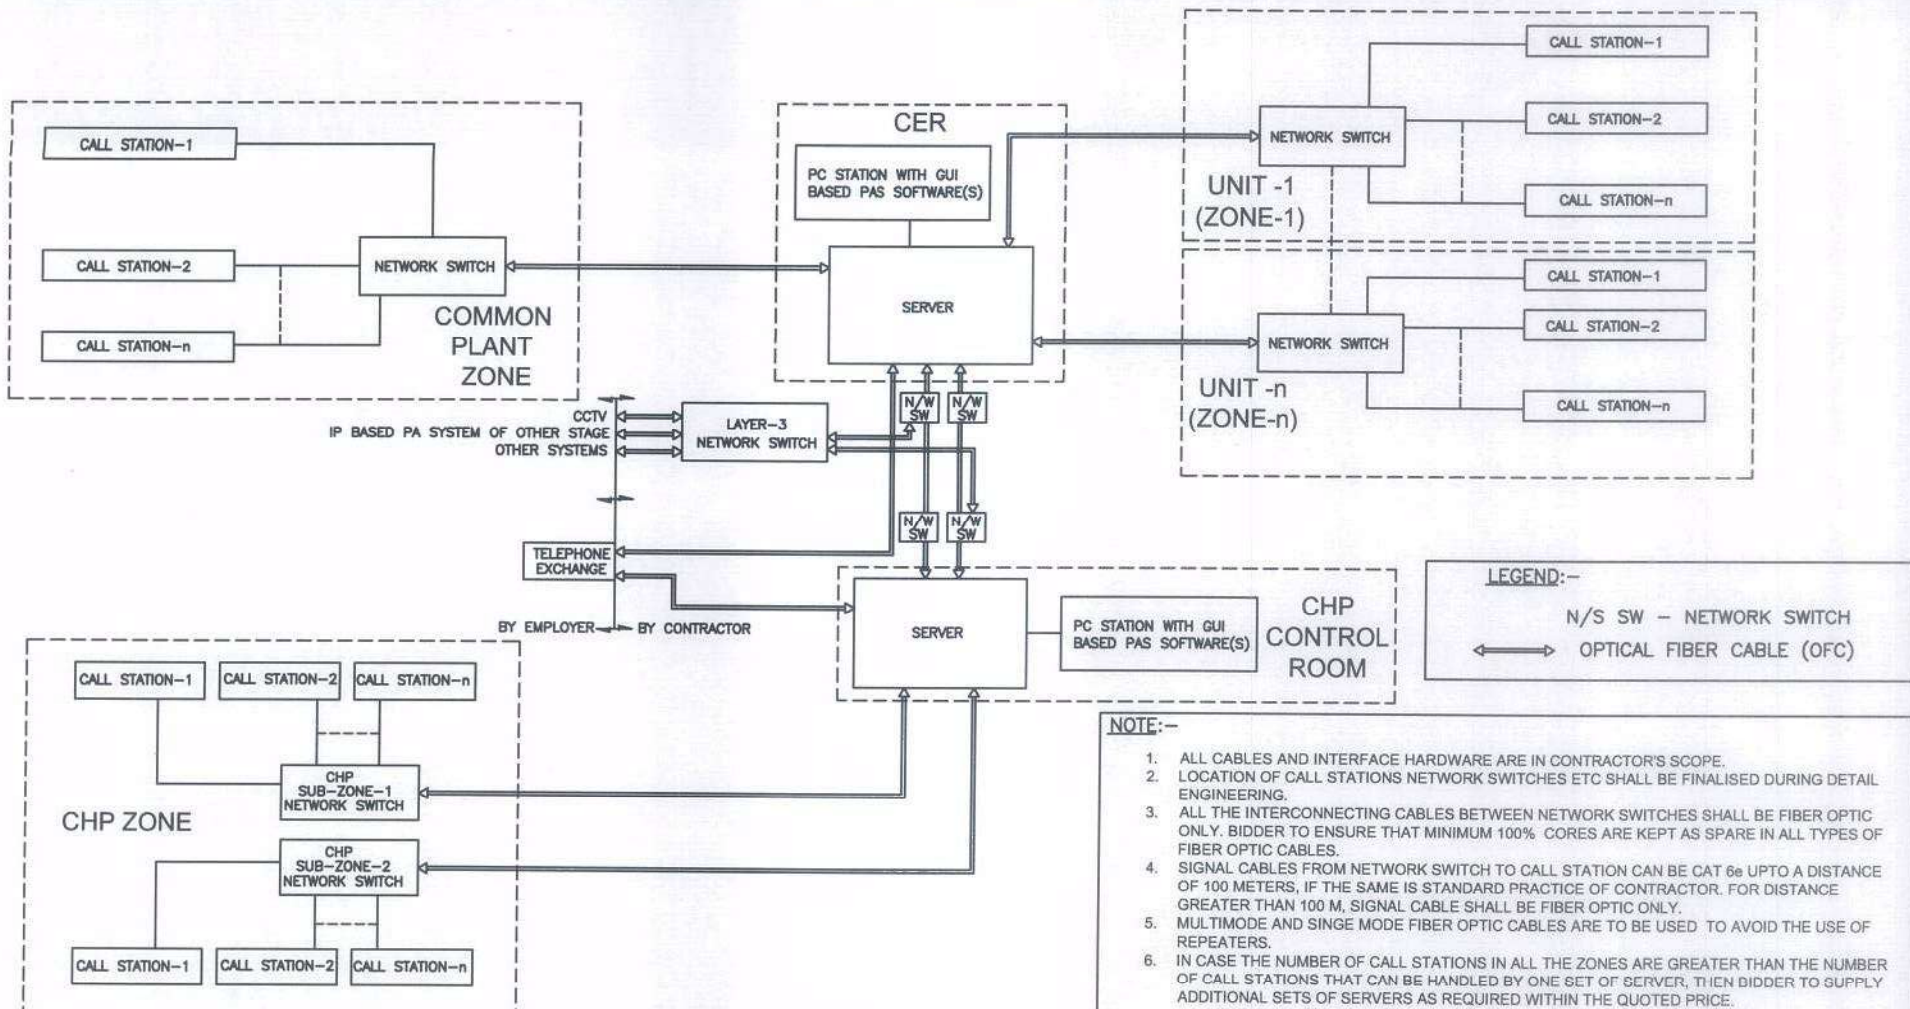 CALL STATION-1
CALL STATION-2
CALL STATION-n
NETWORK SWITCH
COMMON
PLANT
ZONE
CER
PC STATION WITH GUI
BASED PAS SOFTWARE(S)
SERVER
CALL STATION-1
CALL STATION-2
CALL STATION-n
NETWORK SWITCH
UNIT -1
(ZONE-1)
CALL STATION-1
CALL STATION-2
CALL STATION-n
NETWORK SWITCH
UNIT -n
(ZONE-n)
CCTV
IP BASED PA SYSTEM OF OTHER STAGE
OTHER SYSTEMS
LAYER-3
NETWORK SWITCH
N/W
SW
N/W
SW
N/W
SW
N/W
SW
TELEPHONE
EXCHANGE
BY EMPLOYER
BY CONTRACTOR
SERVER
PC STATION WITH GUI
BASED PAS SOFTWARE(S)
CHP
CONTROL
ROOM
LEGEND:-
N/S SW - NETWORK SWITCH
OPTICAL FIBER CABLE (OFC)
CALL STATION-1
CALL STATION-2
CALL STATION-n
CHP
SUB-ZONE-1
NETWORK SWITCH
CHP ZONE
CHP
SUB-ZONE-2
NETWORK SWITCH
CALL STATION-1
CALL STATION-2
CALL STATION-n
NOTE:-
1. ALL CABLES AND INTERFACE HARDWARE ARE IN CONTRACTOR'S SCOPE.
2. LOCATION OF CALL STATIONS NETWORK SWITCHES ETC SHALL BE FINALISED DURING DETAIL
ENGINEERING.
3. ALL THE INTERCONNECTING CABLES BETWEEN NETWORK SWITCHES SHALL BE FIBER OPTIC
ONLY. BIDDER TO ENSURE THAT MINIMUM 100% CORES ARE KEPT AS SPARE IN ALL TYPES OF
FIBER OPTIC CABLES.
4. SIGNAL CABLES FROM NETWORK SWITCH TO CALL STATION CAN BE CAT 6e UPTO A DISTANCE
OF 100 METERS, IF THE SAME IS STANDARD PRACTICE OF CONTRACTOR. FOR DISTANCE
GREATER THAN 100 M, SIGNAL CABLE SHALL BE FIBER OPTIC ONLY.
5. MULTIMODE AND SINGE MODE FIBER OPTIC CABLES ARE TO BE USED TO AVOID THE USE OF
REPEATERS.
6. IN CASE THE NUMBER OF CALL STATIONS IN ALL THE ZONES ARE GREATER THAN THE NUMBER
OF CALL STATIONS THAT CAN BE HANDLED BY ONE SET OF SERVER, THEN BIDDER TO SUPPLY
ADDITIONAL SETS OF SERVERS AS REQUIRED WITHIN THE QUOTED PRICE.